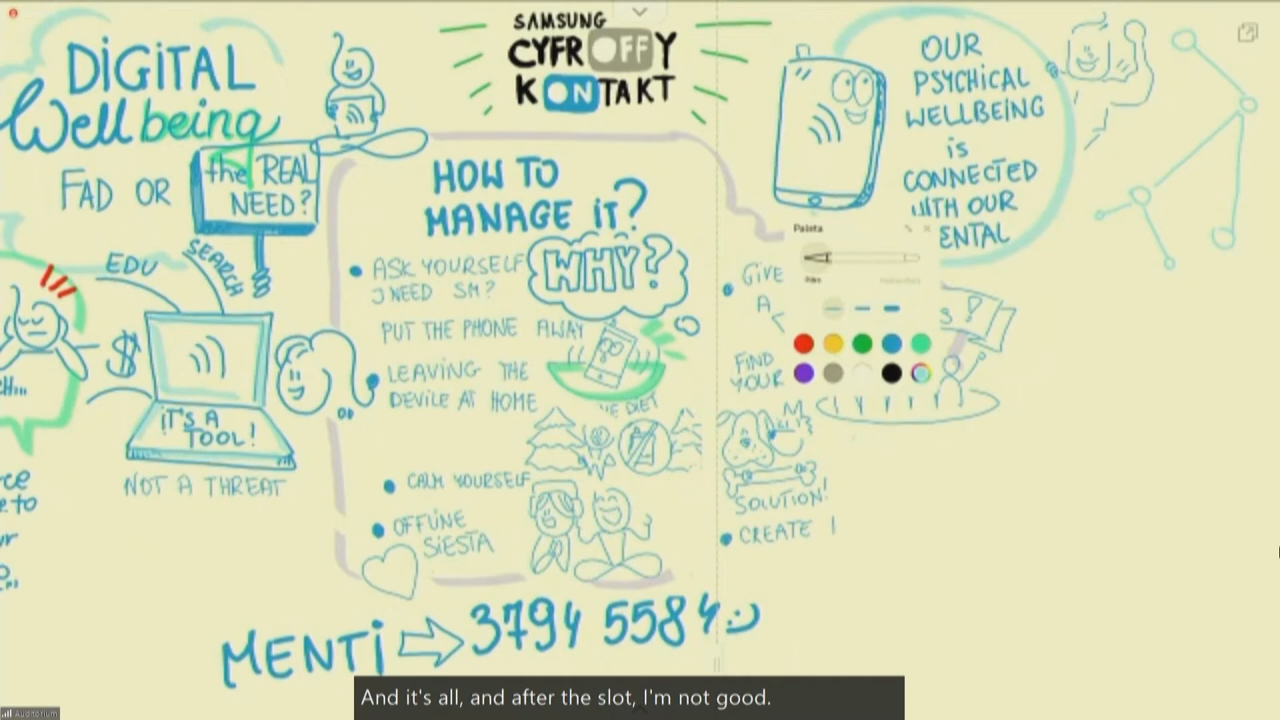 SAMSUNG
CYFROFFY
KONTAKT
DiGiTAL
Wellbeing
FAD OR
the REAL
NEED?
EDU
SEARCH
$
iT'S A
TOOL!
NOT A THREAT
HOW TO
MANAGE iT?
WHY?
ASK YOURSELF
NEED SM?
PUT THE PHONE AWAY
LEAVING THE
DEVICE AT HOME
DIET
CALM YOURSELF
OFFLINE
SiESTA
OUR
PSYCHICAL
WELLBEING
is
CONNECTED
WITH OUR
ENTAL
Paleta
GIVE
A
FIND
YOUR
SOLUTION!
CREATE
MENTi
3794 5584 :)
And it's all, and after the slot, I'm not good.
Auditorium